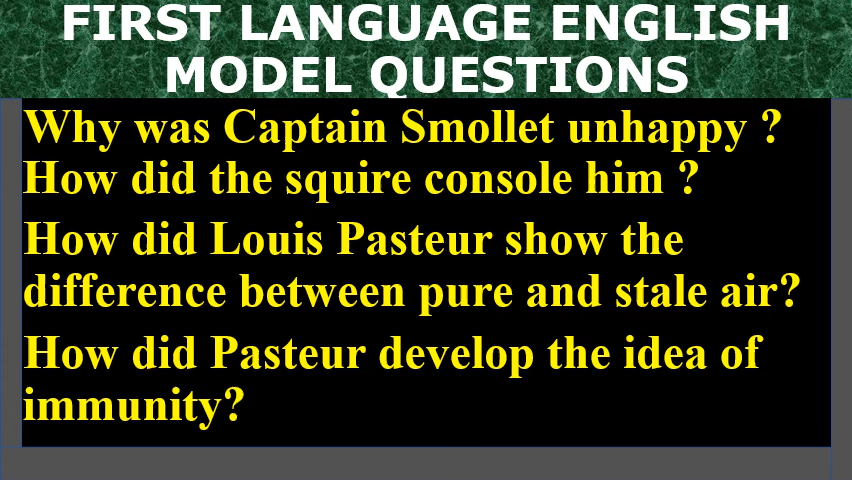 FIRST LANGUAGE ENGLISH
MODEL QUESTIONS
Why was Captain Smollet unhappy ?
How did the squire console him ?
How did Louis Pasteur show the
difference between pure and stale air?
How did Pasteur develop the idea of
immunity?